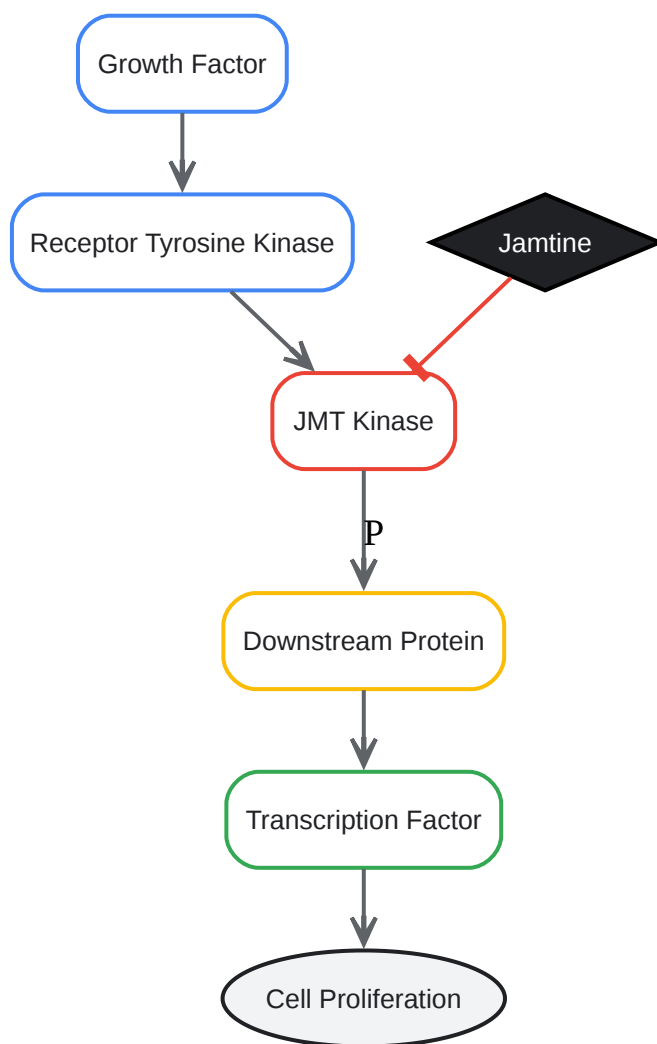 Growth Factor
Receptor Tyrosine Kinase
Jamtine
JMT Kinase
P
Downstream Protein
Transcription Factor
Cell Proliferation